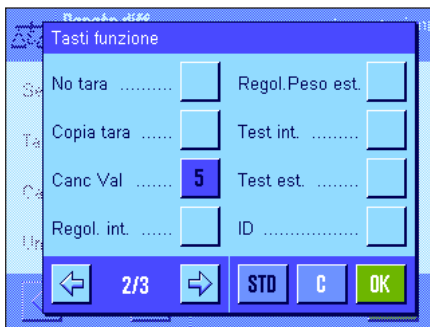 Tasti funzione
No tara ..........
Regol.Peso est.
Copia tara ......
Test int. .........
Canc Val .......
5
Test est. ........
Regol. int. .....
ID ................
2/3
STD
C
OK